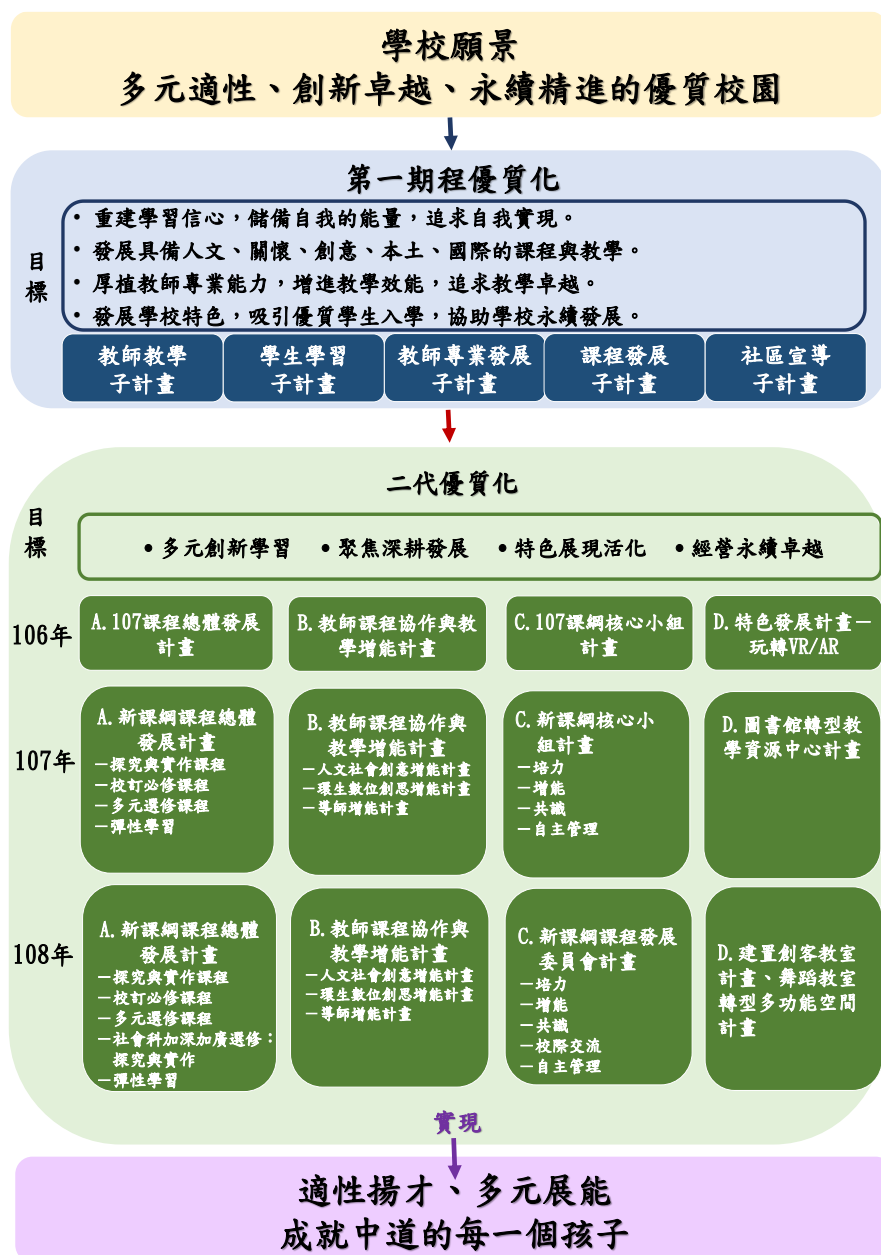 學校願景
多元適性、創新卓越、永續精進的優質校園
第一期程優質化
目標
• 重建學習信心，儲備自我的能量，追求自我實現。
• 發展具備人文、關懷、創意、本土、國際的課程與教學。
• 厚植教師專業能力，增進教學效能，追求教學卓越。
• 發展學校特色，吸引優質學生入學，協助學校永續發展。
教師教學
子計畫
學生學習
子計畫
教師專業發展
子計畫
課程發展
子計畫
社區宣導
子計畫
二代優質化
目標
• 多元創新學習 • 聚焦深耕發展 • 特色展現活化 • 經營永續卓越
106年
A.107課程總體發展
計畫
B.教師課程協作與教
學增能計畫
C.107課綱核心小組
計畫
D.特色發展計畫－
玩轉VR/AR
107年
A.新課綱課程總體
發展計畫
－探究與實作課程
－校訂必修課程
－多元選修課程
－彈性學習
B.教師課程協作與
教學增能計畫
－人文社會創意增能計畫
－環生數位創思增能計畫
－導師增能計畫
C.新課綱核心小
組計畫
－培力
－增能
－共識
－自主管理
D.圖書館轉型教
學資源中心計畫
108年
A.新課綱課程總體
發展計畫
－探究與實作課程
－校訂必修課程
－多元選修課程
－社會科加深加廣選修：
探究與實作
－彈性學習
B.教師課程協作與
教學增能計畫
－人文社會創意增能計畫
－環生數位創思增能計畫
－導師增能計畫
C.新課綱課程發展
委員會計畫
－培力
－增能
－共識
－校際交流
－自主管理
D.建置創客教室
計畫、舞蹈教室
轉型多功能空間
計畫
實現
適性揚才、多元展能
成就中道的每一個孩子